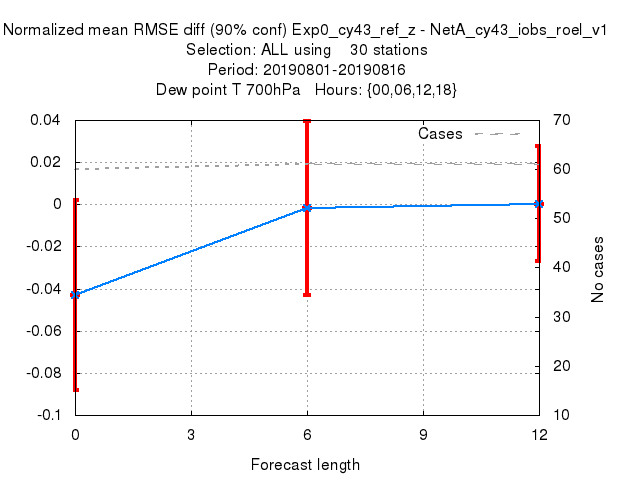 Normalized mean RMSE diff (90% conf) Exp0_cy43_ref_z - NetA_cy43_iobs_roel_v1
Selection: ALL using 30 stations
Period: 20190801-20190816
Dew point T 700hPa Hours: {00,06,12,18}
Cases
0.04
0.02
0
-0.02
-0.04
-0.06
-0.08
-0.1
70
60
50
40
30
20
10
No cases
0 3 6 9 12
Forecast length